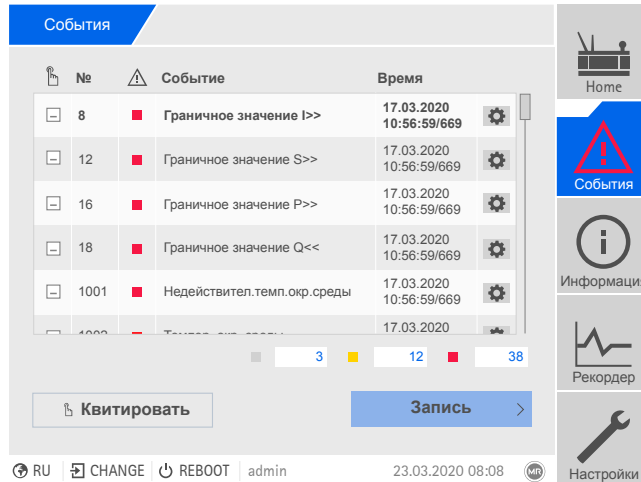 События
№ Событие Время
8 Граничное значение I>> 17.03.2020
10:56:59/669
12 Граничное значение S>> 17.03.2020
10:56:59/669
16 Граничное значение P>> 17.03.2020
10:56:59/669
18 Граничное значение Q<< 17.03.2020
10:56:59/669
1001 Недействител.темп.окр.среды 17.03.2020
10:56:59/669
17.03.2020
3 12 38
Квитировать Запись
RU CHANGE REBOOT admin 23.03.2020 08:08 MR
Home
События
Информация
Рекордер
Настройки